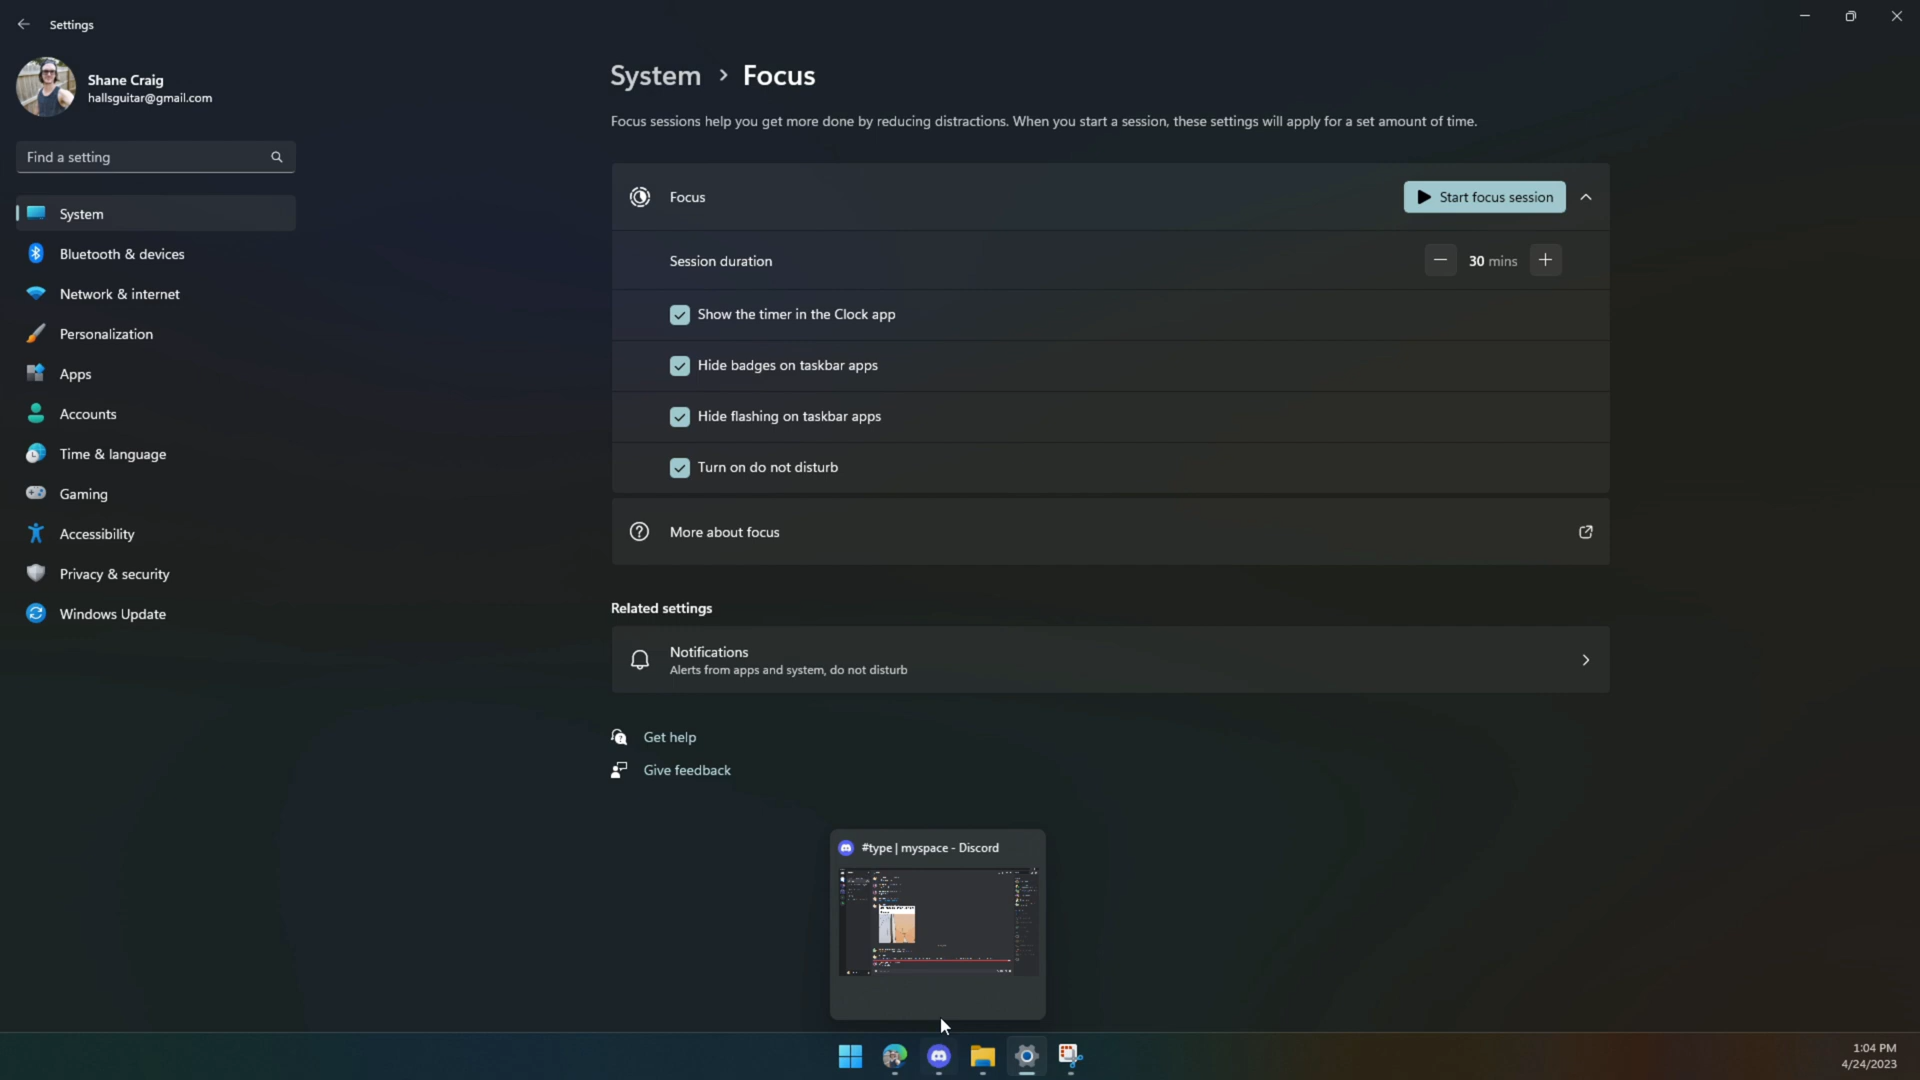 Settings
Shane Craig
hallsguitar@gmail.com
Find a setting
System
Bluetooth & devices
Network & internet
Personalization
Apps
Accounts
Time & language
Gaming
Accessibility
Privacy & security
Windows Update
System > Focus
Focus sessions help you get more done by reducing distractions. When you start a session, these settings will apply for a set amount of time.
Focus
Start focus session
Session duration
30 mins
Show the timer in the Clock app
Hide badges on taskbar apps
Hide flashing on taskbar apps
Turn on do not disturb
More about focus
Related settings
Notifications
Alerts from apps and system, do not disturb
Get help
Give feedback
#type | myspace - Discord
1:04 PM
4/24/2023